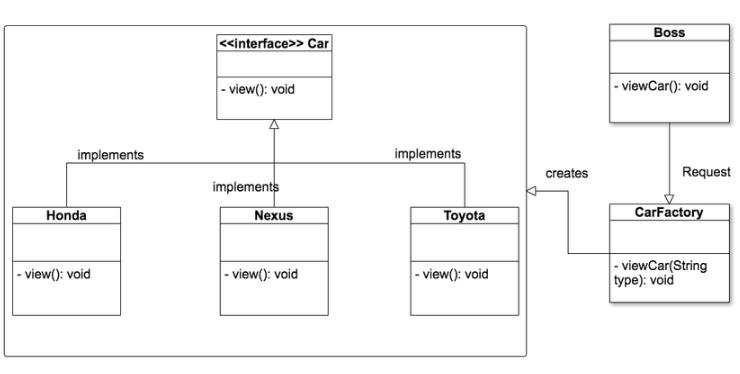 <<interface>> Car
- view(): void
Boss
- viewCar(): void
implements
implements
implements
creates
Request
Honda
- view(): void
Nexus
- view(): void
Toyota
- view(): void
CarFactory
- viewCar(String
type): void